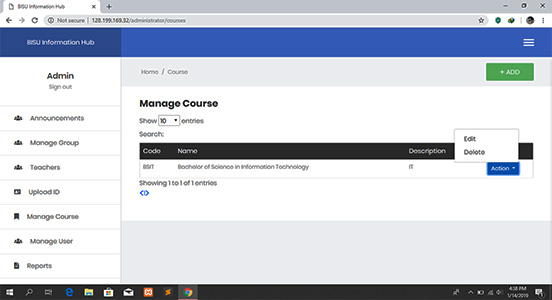 BISU Information Hub
Not secure | 128.199.169.32/administrator/courses
BISU Information Hub
Admin
Sign out
Home / Course
+ ADD
Announcements
Manage Group
Teachers
Upload ID
Manage Course
Manage User
Reports
Manage Course
Show 10 entries
Search:
Edit
Delete
Code Name Description
BSIT Bachelor of Science in Information Technology IT Action
Showing 1 to 1 of 1 entries
4:38 PM
1/14/2019